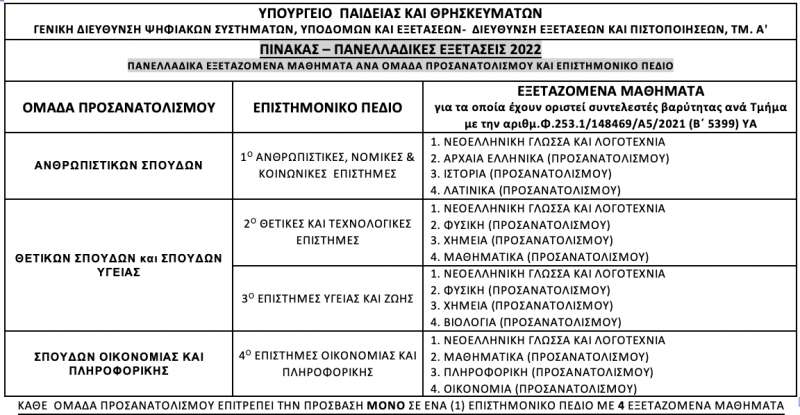 ΥΠΟΥΡΓΕΙΟ ΠΑΙΔΕΙΑΣ ΚΑΙ ΘΡΗΣΚΕΥΜΑΤΩΝ
ΓΕΝΙΚΗ ΔΙΕΥΘΥΝΣΗ ΨΗΦΙΑΚΩΝ ΣΥΣΤΗΜΑΤΩΝ, ΥΠΟΔΟΜΩΝ ΚΑΙ ΕΞΕΤΑΣΕΩΝ- ΔΙΕΥΘΥΝΣΗ ΕΞΕΤΑΣΕΩΝ ΚΑΙ ΠΙΣΤΟΠΟΙΗΣΕΩΝ, ΤΜ. Α'
ΠΙΝΑΚΑΣ – ΠΑΝΕΛΛΑΔΙΚΕΣ ΕΞΕΤΑΣΕΙΣ 2022
ΠΑΝΕΛΛΑΔΙΚΑ ΕΞΕΤΑΖΟΜΕΝΑ ΜΑΘΗΜΑΤΑ ΑΝΑ ΟΜΑΔΑ ΠΡΟΣΑΝΑΤΟΛΙΣΜΟΥ ΚΑΙ ΕΠΙΣΤΗΜΟΝΙΚΟ ΠΕΔΙΟ
ΟΜΑΔΑ ΠΡΟΣΑΝΑΤΟΛΙΣΜΟΥ
ΕΠΙΣΤΗΜΟΝΙΚΟ ΠΕΔΙΟ
ΕΞΕΤΑΖΟΜΕΝΑ ΜΑΘΗΜΑΤΑ
για τα οποία έχουν οριστεί συντελεστές βαρύτητας ανά Τμήμα
με την αριθμ.Φ.253.1/148469/Α5/2021 (Β΄ 5399) ΥΑ
ΑΝΘΡΩΠΙΣΤΙΚΩΝ ΣΠΟΥΔΩΝ
1Ο ΑΝΘΡΩΠΙΣΤΙΚΕΣ, ΝΟΜΙΚΕΣ &
ΚΟΙΝΩΝΙΚΕΣ ΕΠΙΣΤΗΜΕΣ
1. ΝΕΟΕΛΛΗΝΙΚΗ ΓΛΩΣΣΑ ΚΑΙ ΛΟΓΟΤΕΧΝΙΑ
2. ΑΡΧΑΙΑ ΕΛΛΗΝΙΚΑ (ΠΡΟΣΑΝΑΤΟΛΙΣΜΟΥ)
3. ΙΣΤΟΡΙΑ (ΠΡΟΣΑΝΑΤΟΛΙΣΜΟΥ)
4. ΛΑΤΙΝΙΚΑ (ΠΡΟΣΑΝΑΤΟΛΙΣΜΟΥ)
ΘΕΤΙΚΩΝ ΣΠΟΥΔΩΝ και ΣΠΟΥΔΩΝ
ΥΓΕΙΑΣ
2Ο ΘΕΤΙΚΕΣ ΚΑΙ ΤΕΧΝΟΛΟΓΙΚΕΣ
ΕΠΙΣΤΗΜΕΣ
1. ΝΕΟΕΛΛΗΝΙΚΗ ΓΛΩΣΣΑ ΚΑΙ ΛΟΓΟΤΕΧΝΙΑ
2. ΦΥΣΙΚΗ (ΠΡΟΣΑΝΑΤΟΛΙΣΜΟΥ)
3. ΧΗΜΕΙΑ (ΠΡΟΣΑΝΑΤΟΛΙΣΜΟΥ)
4. ΜΑΘΗΜΑΤΙΚΑ (ΠΡΟΣΑΝΑΤΟΛΙΣΜΟΥ)
3Ο ΕΠΙΣΤΗΜΕΣ ΥΓΕΙΑΣ ΚΑΙ ΖΩΗΣ
1. ΝΕΟΕΛΛΗΝΙΚΗ ΓΛΩΣΣΑ ΚΑΙ ΛΟΓΟΤΕΧΝΙΑ
2. ΦΥΣΙΚΗ (ΠΡΟΣΑΝΑΤΟΛΙΣΜΟΥ)
3. ΧΗΜΕΙΑ (ΠΡΟΣΑΝΑΤΟΛΙΣΜΟΥ)
4. ΒΙΟΛΟΓΙΑ (ΠΡΟΣΑΝΑΤΟΛΙΣΜΟΥ)
ΣΠΟΥΔΩΝ ΟΙΚΟΝΟΜΙΑΣ ΚΑΙ
ΠΛΗΡΟΦΟΡΙΚΗΣ
4Ο ΕΠΙΣΤΗΜΕΣ ΟΙΚΟΝΟΜΙΑΣ ΚΑΙ
ΠΛΗΡΟΦΟΡΙΚΗΣ
1. ΝΕΟΕΛΛΗΝΙΚΗ ΓΛΩΣΣΑ ΚΑΙ ΛΟΓΟΤΕΧΝΙΑ
2. ΜΑΘΗΜΑΤΙΚΑ (ΠΡΟΣΑΝΑΤΟΛΙΣΜΟΥ)
3. ΠΛΗΡΟΦΟΡΙΚΗ (ΠΡΟΣΑΝΑΤΟΛΙΣΜΟΥ)
4. ΟΙΚΟΝΟΜΙΑ (ΠΡΟΣΑΝΑΤΟΛΙΣΜΟΥ)
ΚΑΘΕ ΟΜΑΔΑ ΠΡΟΣΑΝΑΤΟΛΙΣΜΟΥ ΕΠΙΤΡΕΠΕΙ ΤΗΝ ΠΡΟΣΒΑΣΗ ΜΟΝΟ ΣΕ ΕΝΑ (1) ΕΠΙΣΤΗΜΟΝΙΚΟ ΠΕΔΙΟ ΜΕ 4 ΕΞΕΤΑΖΟΜΕΝΑ ΜΑΘΗΜΑΤΑ